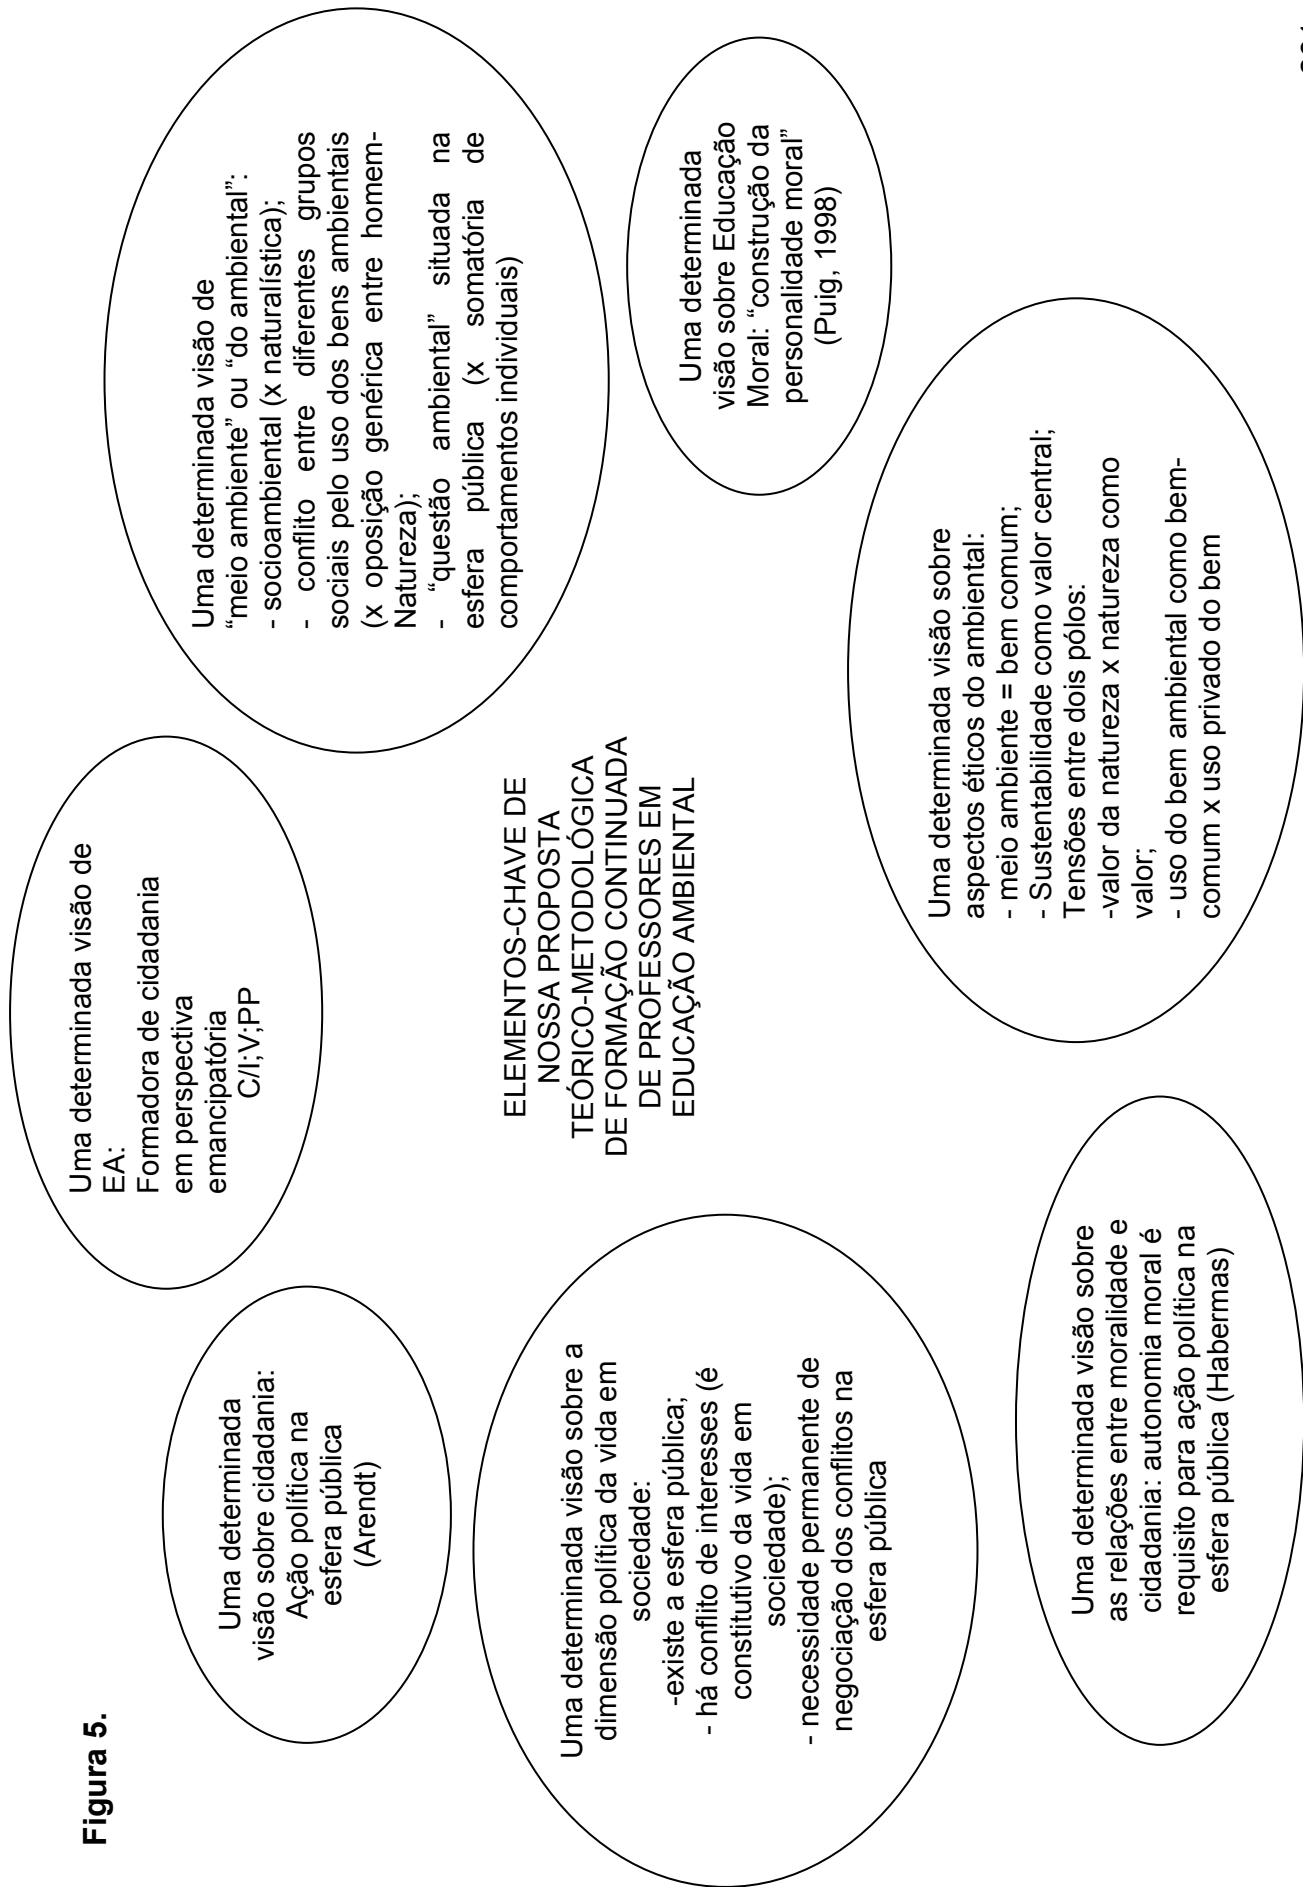 Figura 5.
Uma determinada
visão sobre cidadania:
Ação política na
esfera pública
(Arendt)
Uma determinada visão de
EA:
Formadora de cidadania
em perspectiva
emancipatória
C/I;V;PP
Uma determinada visão de
“meio ambiente” ou “do ambiental”:
- socioambiental (x naturalística);
- conflito entre diferentes grupos
sociais pelo uso dos bens ambientais
(x oposição genérica entre homem-
Natureza);
- “questão ambiental” situada na
esfera pública (x somatória de
comportamentos individuais)
Uma determinada visão sobre a
dimensão política da vida em
sociedade:
-existe a esfera pública;
- há conflito de interesses (é
constitutivo da vida em
sociedade);
- necessidade permanente de
negociação dos conflitos na
esfera pública
ELEMENTOS-CHAVE DE
NOSSA PROPOSTA
TEÓRICO-METODOLÓGICA
DE FORMAÇÃO CONTINUADA
DE PROFESSORES EM
EDUCAÇÃO AMBIENTAL
Uma determinada
visão sobre Educação
Moral: “construção da
personalidade moral”
(Puig, 1998)
Uma determinada visão sobre
as relações entre moralidade e
cidadania: autonomia moral é
requisito para ação política na
esfera pública (Habermas)
Uma determinada visão sobre
aspectos éticos do ambiental:
- meio ambiente = bem comum;
- Sustentabilidade como valor central;
Tensões entre dois pólos:
-valor da natureza x natureza como
valor;
- uso do bem ambiental como bem-
comum x uso privado do bem